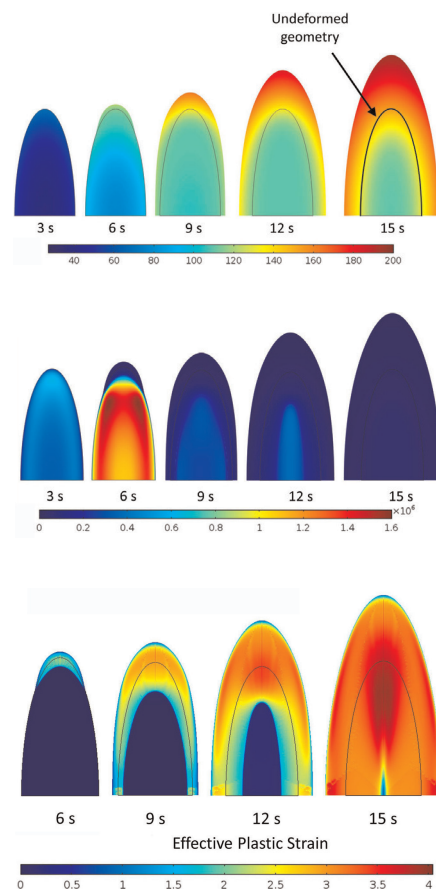 Undeformed
geometry
3 s 6 s 9 s 12 s 15 s
40 60 80 100 120 140 160 180 200
3 s 6 s 9 s 12 s 15 s
×10⁶
0 0.2 0.4 0.6 0.8 1 1.2 1.4 1.6
6 s 9 s 12 s 15 s
Effective Plastic Strain
0 0.5 1 1.5 2 2.5 3 3.5 4